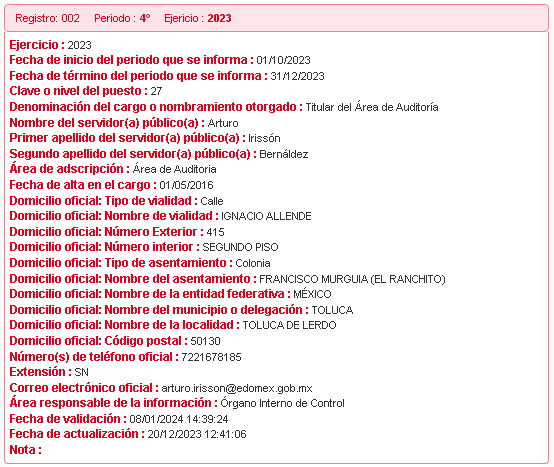 Registro: 002 Periodo : 4º Ejercicio : 2023
Ejercicio : 2023
Fecha de inicio del periodo que se informa : 01/10/2023
Fecha de término del periodo que se informa : 31/12/2023
Clave o nivel del puesto : 27
Denominación del cargo o nombramiento otorgado : Titular del Área de Auditoría
Nombre del servidor(a) público(a) : Arturo
Primer apellido del servidor(a) público(a) : Irissón
Segundo apellido del servidor(a) público(a) : Bernáldez
Área de adscripción : Área de Auditoria
Fecha de alta en el cargo : 01/05/2016
Domicilio oficial: Tipo de vialidad : Calle
Domicilio oficial: Nombre de vialidad : IGNACIO ALLENDE
Domicilio oficial: Número Exterior : 415
Domicilio oficial: Número interior : SEGUNDO PISO
Domicilio oficial: Tipo de asentamiento : Colonia
Domicilio oficial: Nombre del asentamiento : FRANCISCO MURGUIA (EL RANCHITO)
Domicilio oficial: Nombre de la entidad federativa : MÉXICO
Domicilio oficial: Nombre del municipio o delegación : TOLUCA
Domicilio oficial: Nombre de la localidad : TOLUCA DE LERDO
Domicilio oficial: Código postal : 50130
Número(s) de teléfono oficial : 7221678185
Extensión : SN
Correo electrónico oficial : arturo.irisson@edomex.gob.mx
Área responsable de la información : Órgano Interno de Control
Fecha de validación : 08/01/2024 14:39:24
Fecha de actualización : 20/12/2023 12:41:06
Nota :